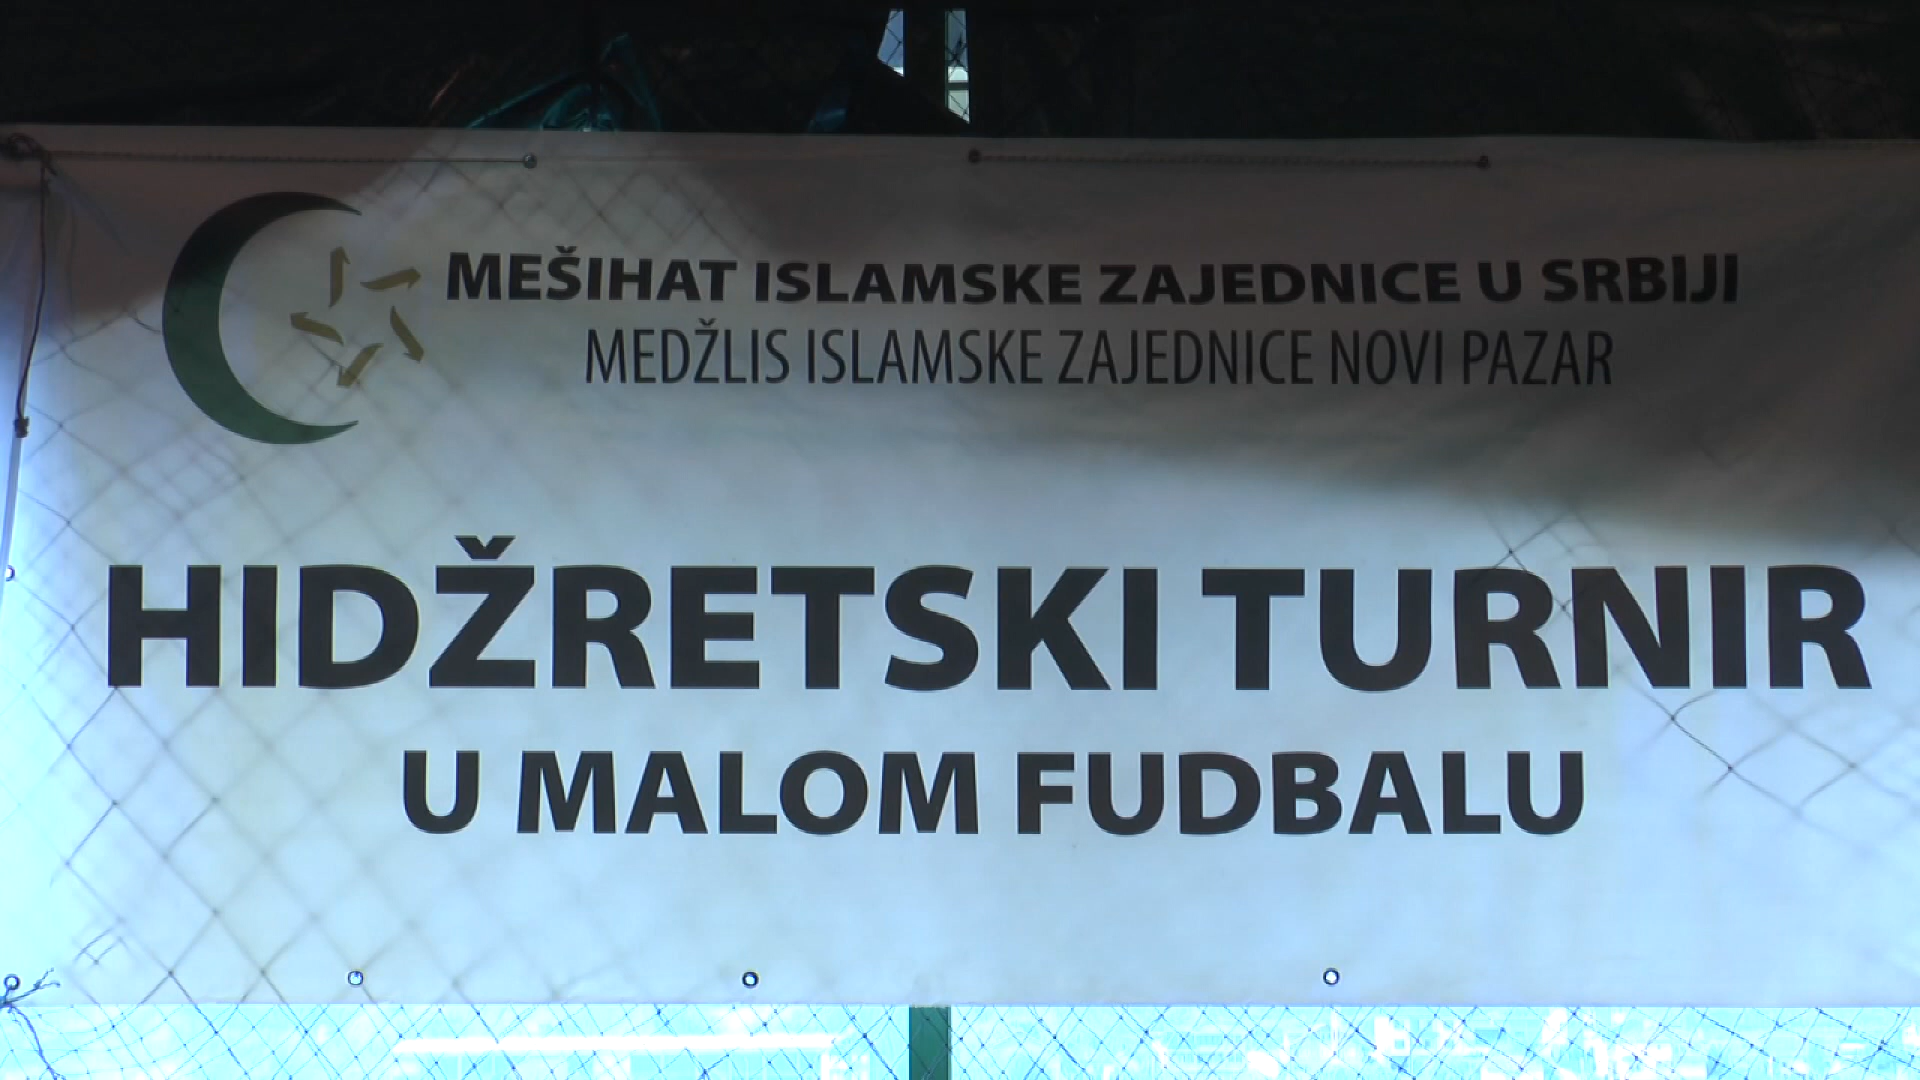 MEŠIHAT ISLAMSKE ZAJEDNICE U SRBIJI
MEDŽLIS ISLAMSKE ZAJEDNICE NOVI PAZAR
HIDŽRETSKI TURNIR
U MALOM FUDBALU